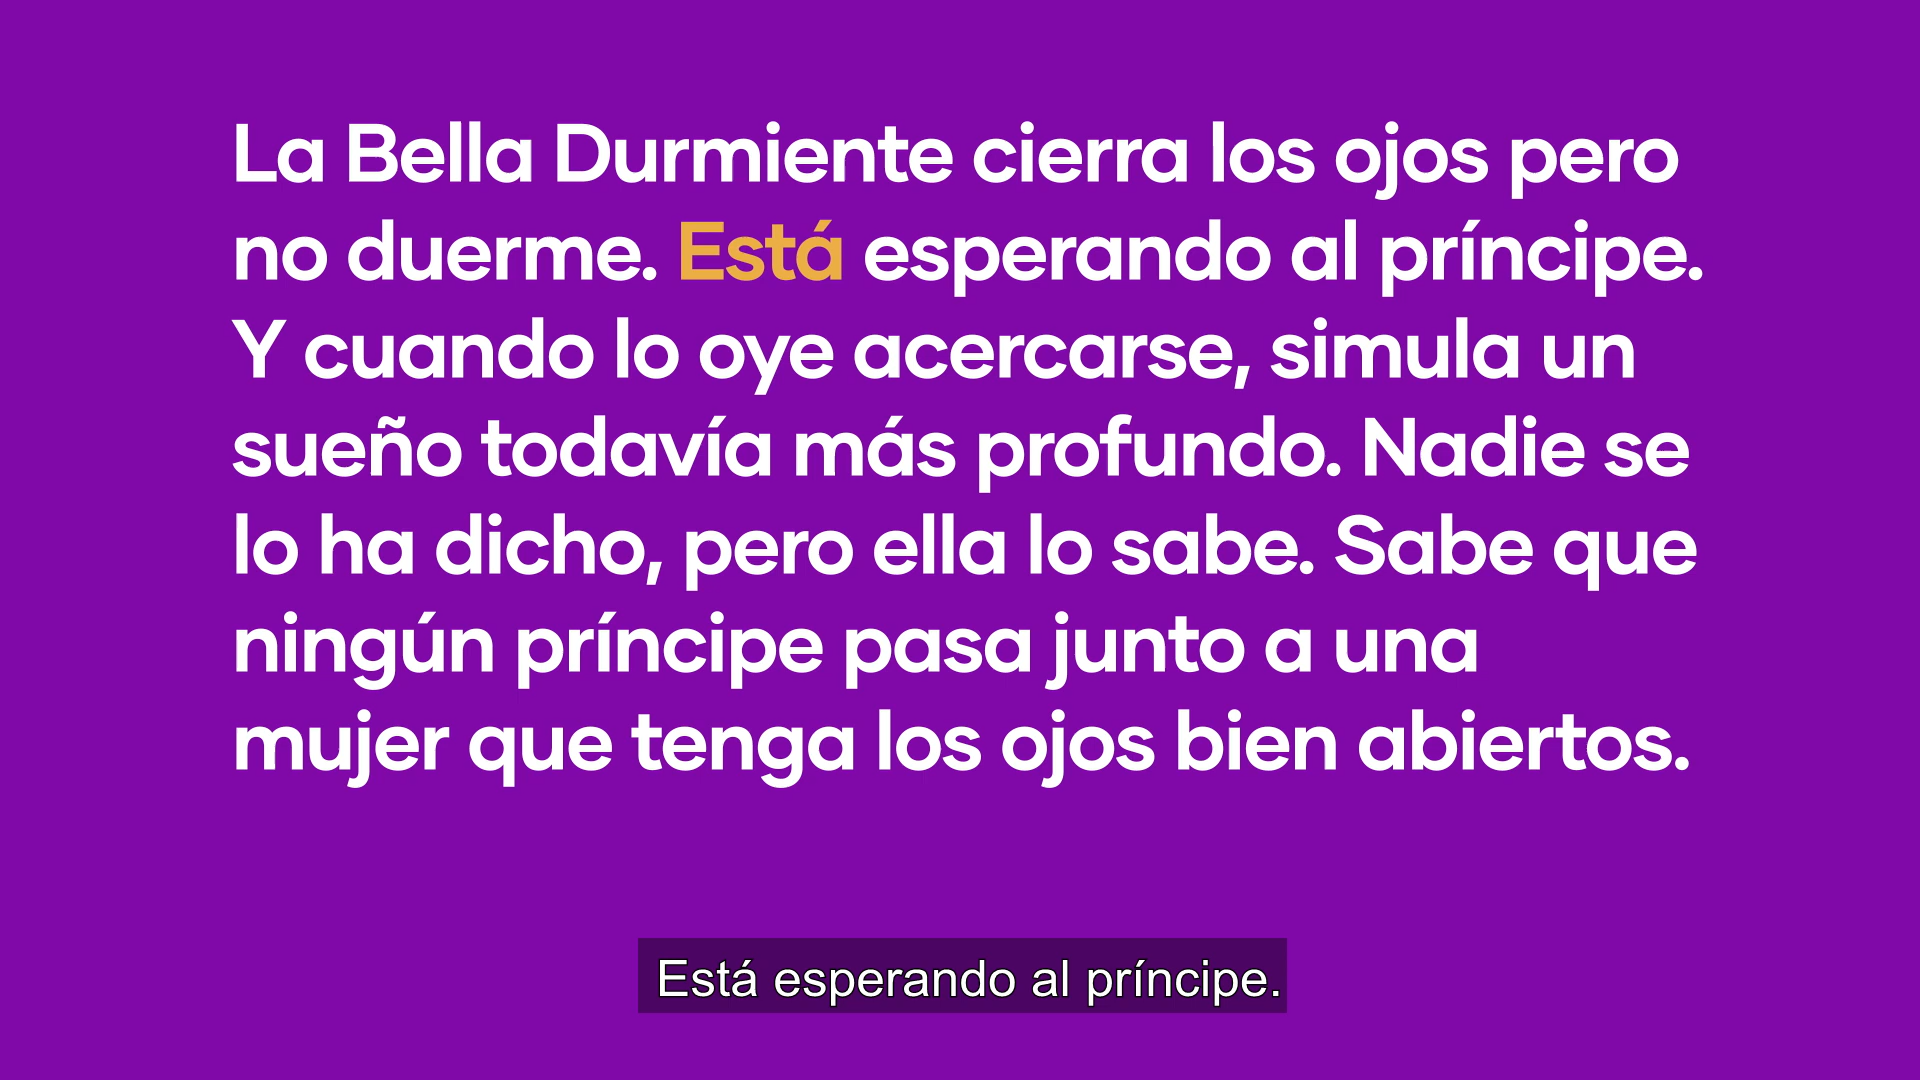 La Bella Durmiente cierra los ojos pero
no duerme. Está esperando al príncipe.
Y cuando lo oye acercarse, simula un
sueño todavía más profundo. Nadie se
lo ha dicho, pero ella lo sabe. Sabe que
ningún príncipe pasa junto a una
mujer que tenga los ojos bien abiertos.
Está esperando al príncipe.